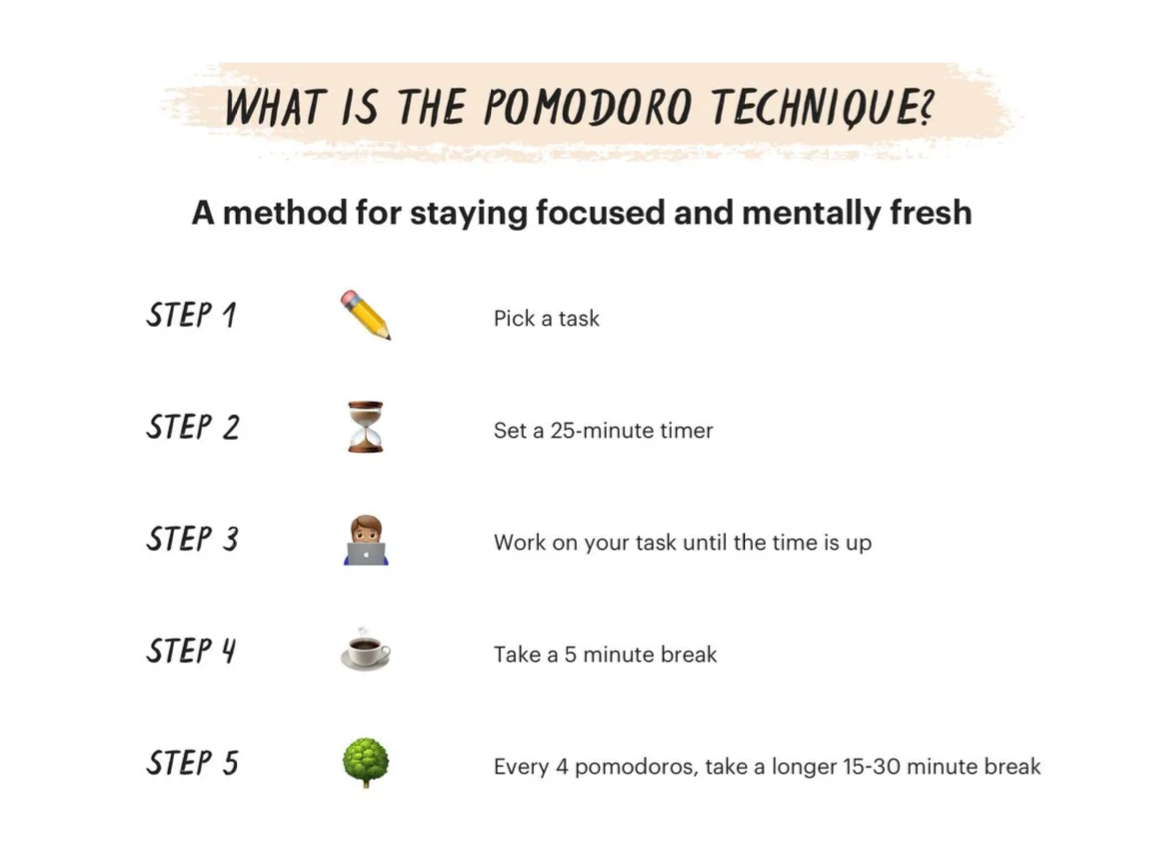 WHAT IS THE POMODORO TECHNIQUE?
A method for staying focused and mentally fresh
STEP 1 Pick a task
STEP 2 Set a 25-minute timer
STEP 3 Work on your task until the time is up
STEP 4 Take a 5 minute break
STEP 5 Every 4 pomodoros, take a longer 15-30 minute break